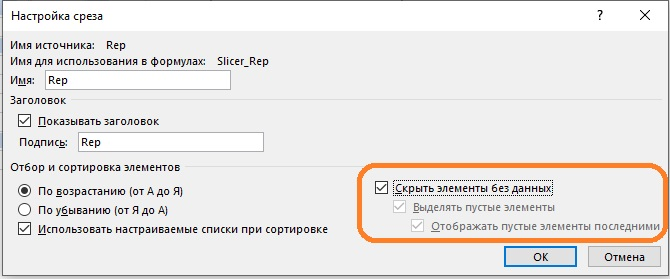 Настройка среза ? ×
Имя источника: Rep
Имя для использования в формулах: Slicer_Rep
Имя: Rep
Заголовок
Показывать заголовок
Подпись: Rep
Отбор и сортировка элементов
По возрастанию (от А до Я)
Скрыть элементы без данных
По убыванию (от Я до А)
Выделять пустые элементы
Использовать настраиваемые списки при сортировке
Отображать пустые элементы последними
ОК Отмена